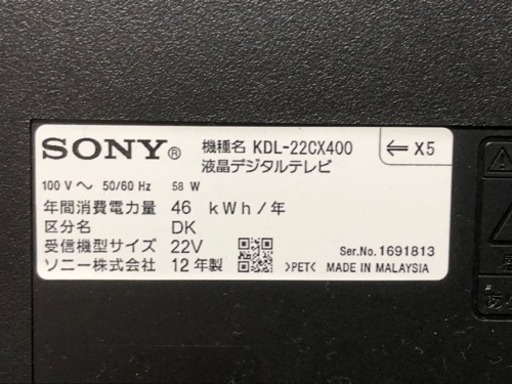 SONY® 機種名 KDL-22CX400
液晶デジタルテレビ
← X5
100 V～ 50/60 Hz 58 W
年間消費電力量 46 kWh/年
区分名 DK
受信機型サイズ 22V
ソニー株式会社 12年製
Ser.No.1691813
>PET< MADE IN MALAYSIA